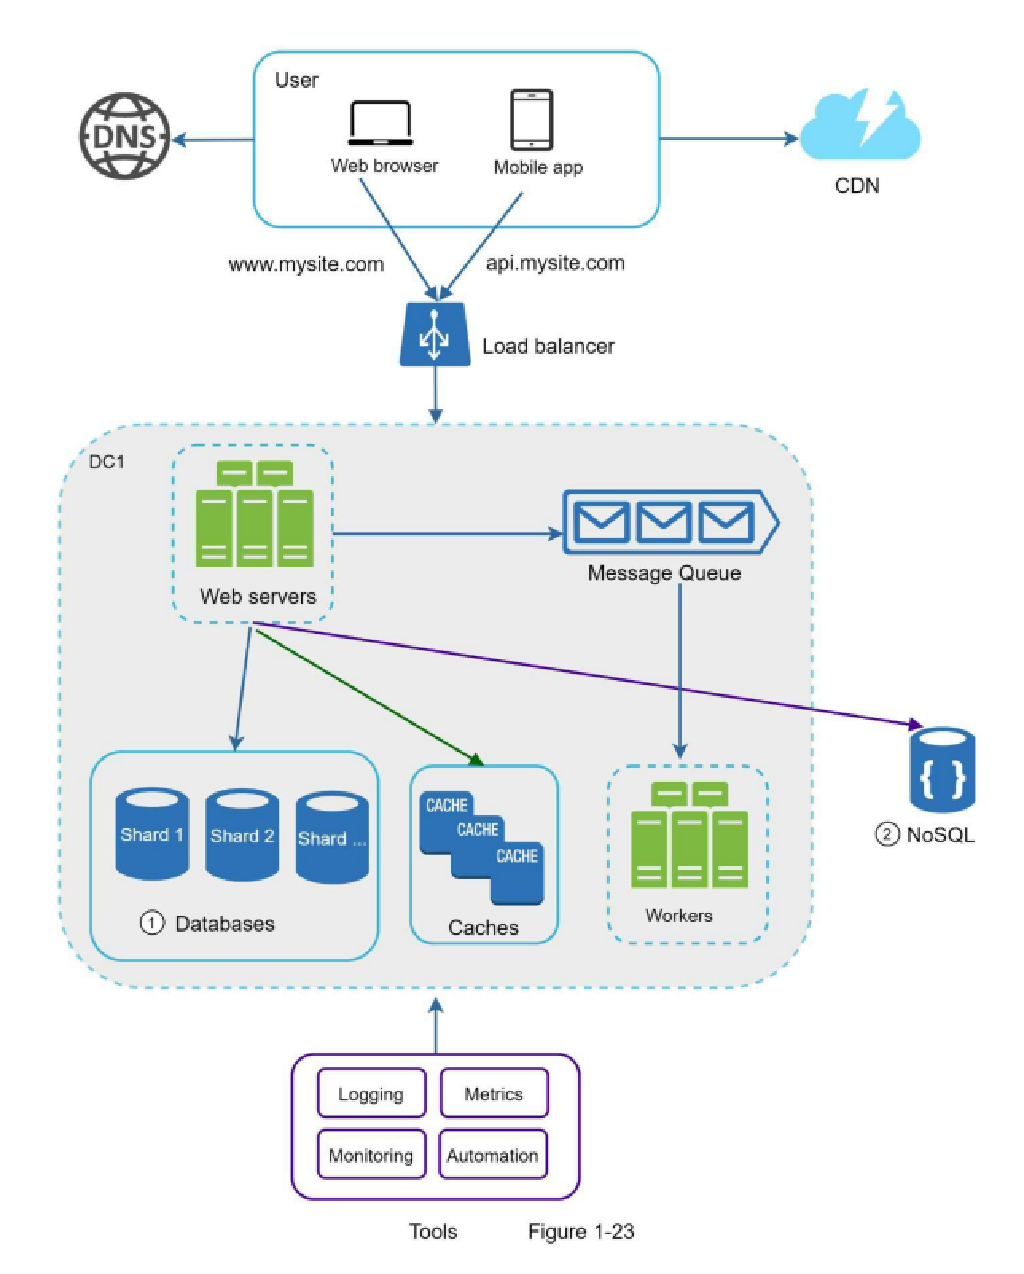 User
DNS
Web browser
Mobile app
CDN
www.mysite.com
api.mysite.com
Load balancer
DC1
Web servers
Message Queue
Shard 1
Shard 2
Shard ...
① Databases
CACHE
CACHE
CACHE
Caches
Workers
② NoSQL
{ }
Logging
Metrics
Monitoring
Automation
Tools Figure 1-23